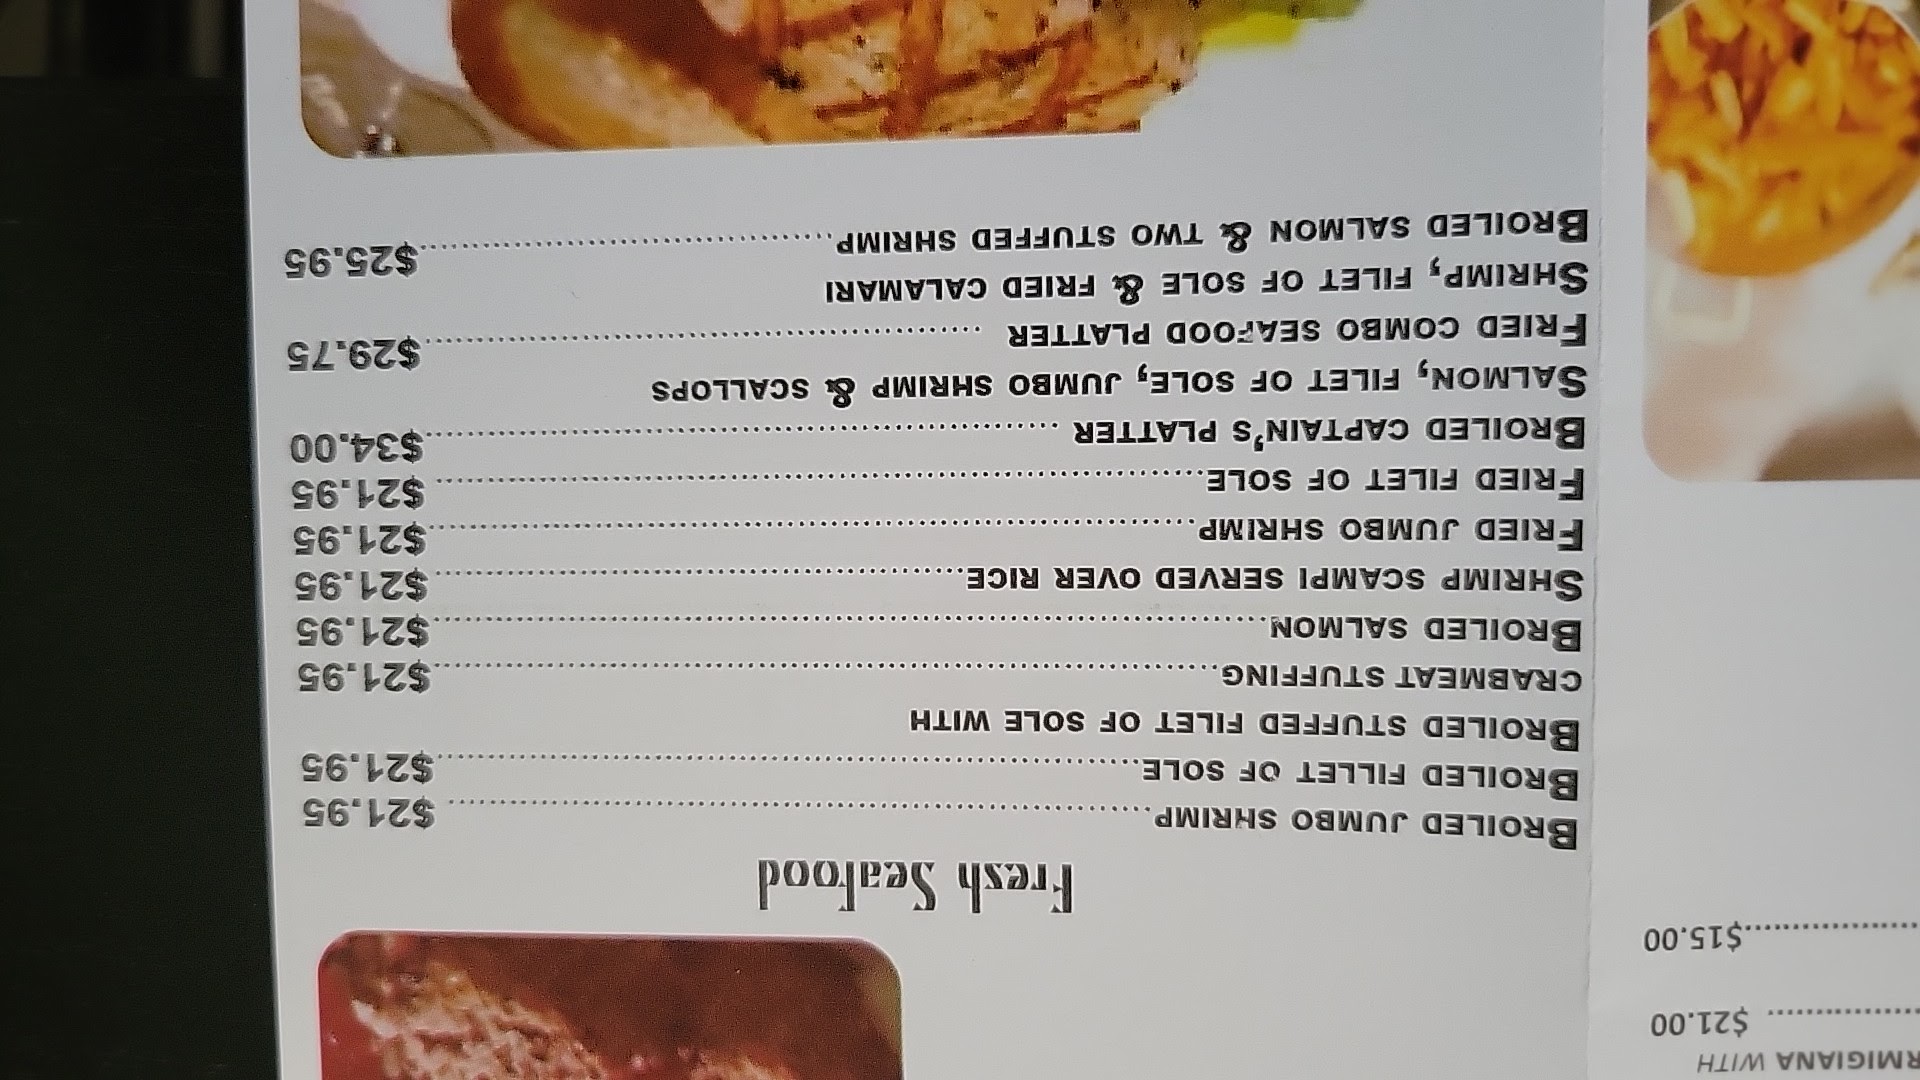 Fresh Seafood
BROILED JUMBO SHRIMP........$21.95
BROILED FILLET OF SOLE........$21.95
BROILED STUFFED FILET OF SOLE WITH
CRABMEAT STUFFING........$21.95
BROILED SALMON........$21.95
SHRIMP SCAMPI SERVED OVER RICE........$21.95
FRIED JUMBO SHRIMP........$21.95
FRIED FILET OF SOLE........$21.95
BROILED CAPTAIN'S PLATTER ........$34.00
SALMON, FILET OF SOLE, JUMBO SHRIMP & SCALLOPS
FRIED COMBO SEAFOOD PLATTER ........$29.75
SHRIMP, FILET OF SOLE & FRIED CALAMARI
BROILED SALMON & TWO STUFFED SHRIMP........$25.95
WITH
........ $21.00
........$15.00